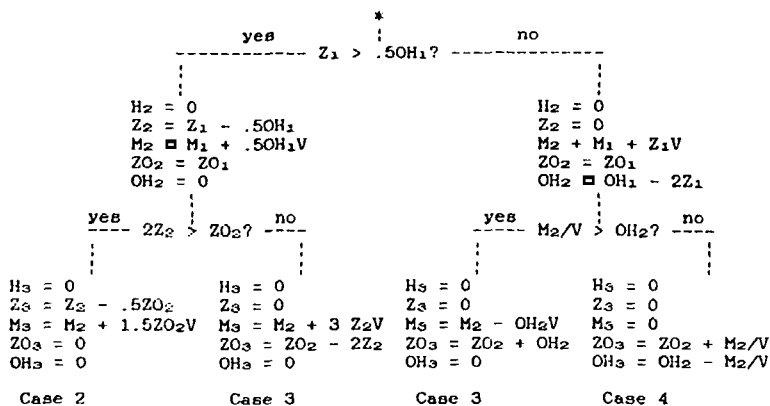 *
yes no
Z₁ > .5OH₁?
H₂ = 0 H₂ = 0
Z₂ = Z₁ - .5OH₁ Z₂ = 0
M₂ = M₁ + .5OH₁V M₂ + M₁ + Z₁V
ZO₂ = ZO₁ ZO₂ = ZO₁
OH₂ = 0 OH₂ = OH₁ - 2Z₁
yes 2Z₂ > ZO₂? no yes M₂/V > OH₂? no
H₃ = 0 H₃ = 0 H₃ = 0 H₃ = 0
Z₃ = Z₂ - .5ZO₂ Z₃ = 0 Z₃ = 0 Z₃ = 0
M₃ = M₂ + 1.5ZO₂V M₃ = M₂ + 3 Z₂V M₃ = M₂ - OH₂V M₃ = 0
ZO₃ = 0 ZO₃ = ZO₂ - 2Z₂ ZO₃ = ZO₂ + OH₂ ZO₃ = ZO₂ + M₂/V
OH₃ = 0 OH₃ = 0 OH₃ = 0 OH₃ = OH₂ - M₂/V
Case 2 Case 3 Case 3 Case 4